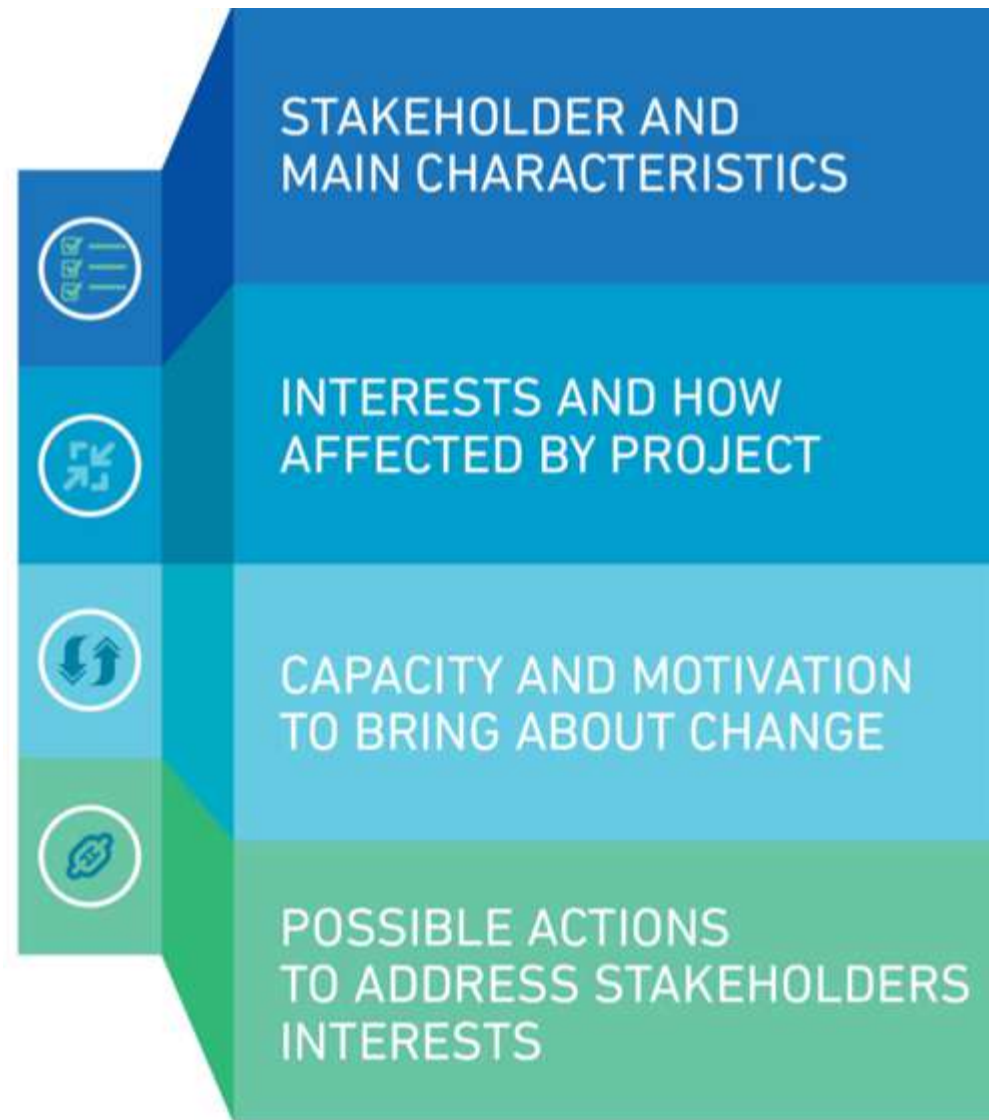 STAKEHOLDER AND
MAIN CHARACTERISTICS
INTERESTS AND HOW
AFFECTED BY PROJECT
CAPACITY AND MOTIVATION
TO BRING ABOUT CHANGE
POSSIBLE ACTIONS
TO ADDRESS STAKEHOLDERS
INTERESTS